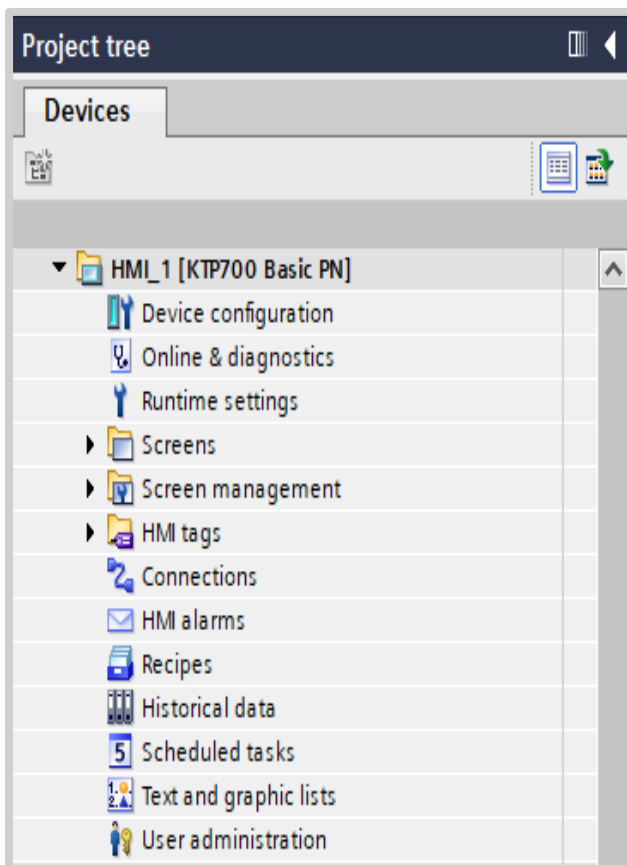 Project tree
Devices
HMI_1 [KTP700 Basic PN]
Device configuration
Online & diagnostics
Runtime settings
Screens
Screen management
HMI tags
Connections
HMI alarms
Recipes
Historical data
Scheduled tasks
Text and graphic lists
User administration